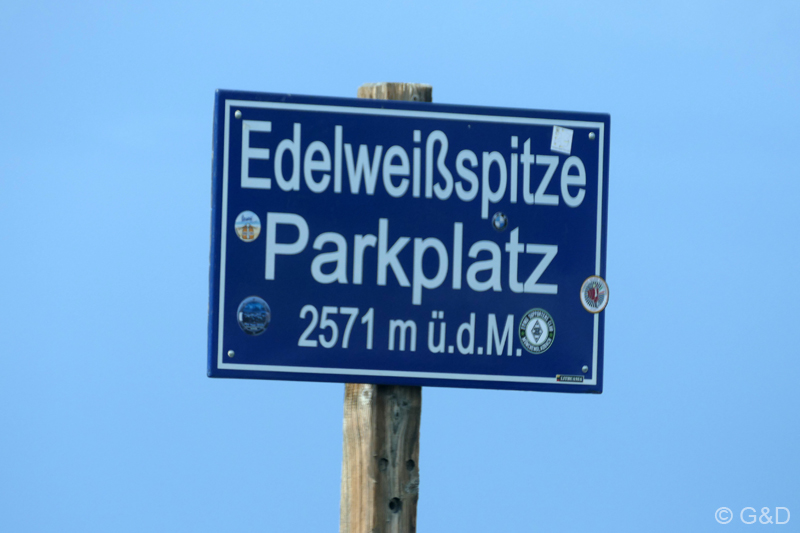 Edelweißspitze
Parkplatz
2571 m ü.d.M.
© G&D